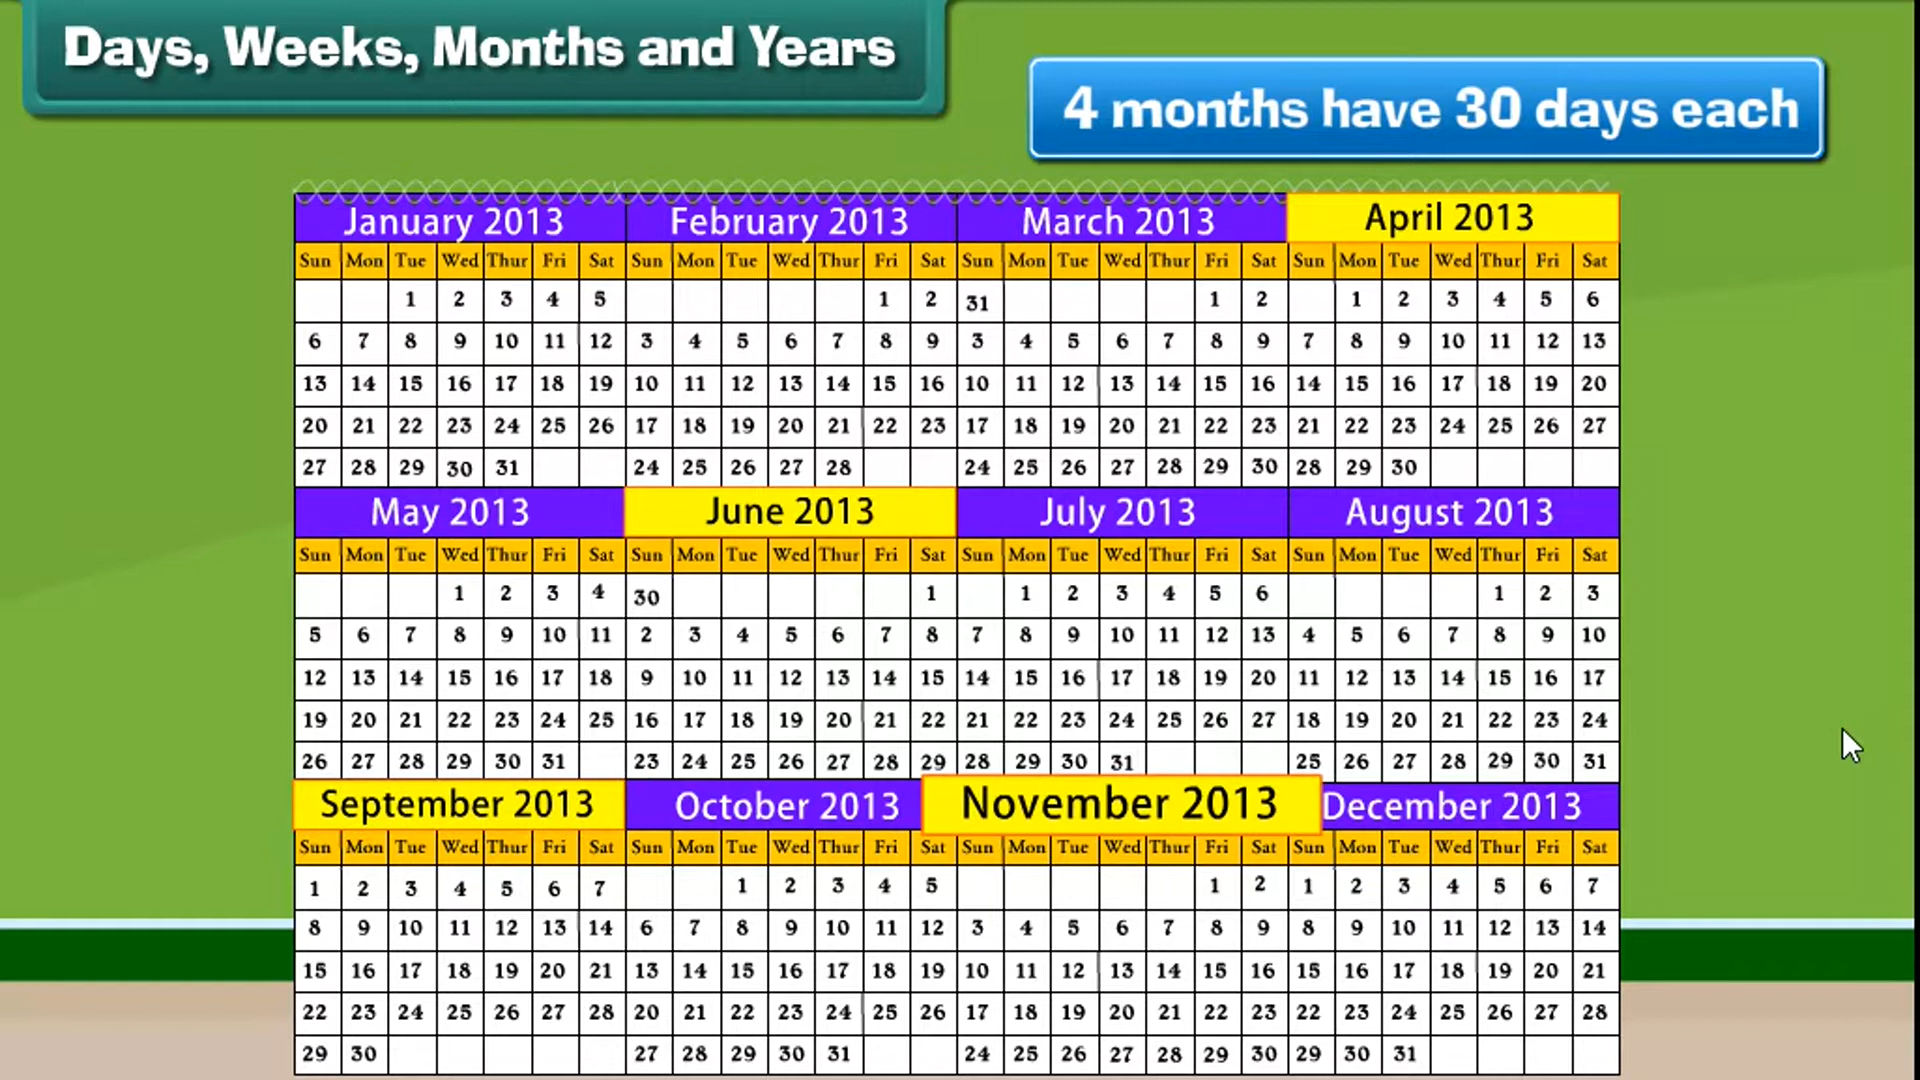 Days, Weeks, Months and Years
4 months have 30 days each
January 2013 February 2013 March 2013 April 2013
Sun Mon Tue Wed Thur Fri Sat Sun Mon Tue Wed Thur Fri Sat Sun Mon Tue Wed Thur Fri Sat Sun Mon Tue Wed Thur Fri Sat
1 2 3 4 5 1 2 31 1 2 1 2 3 4 5 6
6 7 8 9 10 11 12 3 4 5 6 7 8 9 3 4 5 6 7 8 9 7 8 9 10 11 12 13
13 14 15 16 17 18 19 10 11 12 13 14 15 16 10 11 12 13 14 15 16 14 15 16 17 18 19 20
20 21 22 23 24 25 26 17 18 19 20 21 22 23 17 18 19 20 21 22 23 21 22 23 24 25 26 27
27 28 29 30 31 24 25 26 27 28 24 25 26 27 28 29 30 28 29 30
May 2013 June 2013 July 2013 August 2013
Sun Mon Tue Wed Thur Fri Sat Sun Mon Tue Wed Thur Fri Sat Sun Mon Tue Wed Thur Fri Sat Sun Mon Tue Wed Thur Fri Sat
1 2 3 4 30 1 1 2 3 4 5 6 1 2 3
5 6 7 8 9 10 11 2 3 4 5 6 7 8 7 8 9 10 11 12 13 4 5 6 7 8 9 10
12 13 14 15 16 17 18 9 10 11 12 13 14 15 14 15 16 17 18 19 20 11 12 13 14 15 16 17
19 20 21 22 23 24 25 16 17 18 19 20 21 22 21 22 23 24 25 26 27 18 19 20 21 22 23 24
26 27 28 29 30 31 23 24 25 26 27 28 29 28 29 30 31 25 26 27 28 29 30 31
September 2013 October 2013 November 2013 December 2013
Sun Mon Tue Wed Thur Fri Sat Sun Mon Tue Wed Thur Fri Sat Sun Mon Tue Wed Thur Fri Sat Sun Mon Tue Wed Thur Fri Sat
1 2 3 4 5 6 7 1 2 3 4 5 1 2 1 2 3 4 5 6 7
8 9 10 11 12 13 14 6 7 8 9 10 11 12 3 4 5 6 7 8 9 8 9 10 11 12 13 14
15 16 17 18 19 20 21 13 14 15 16 17 18 19 10 11 12 13 14 15 16 15 16 17 18 19 20 21
22 23 24 25 26 27 28 20 21 22 23 24 25 26 17 18 19 20 21 22 23 22 23 24 25 26 27 28
29 30 27 28 29 30 31 24 25 26 27 28 29 30 29 30 31